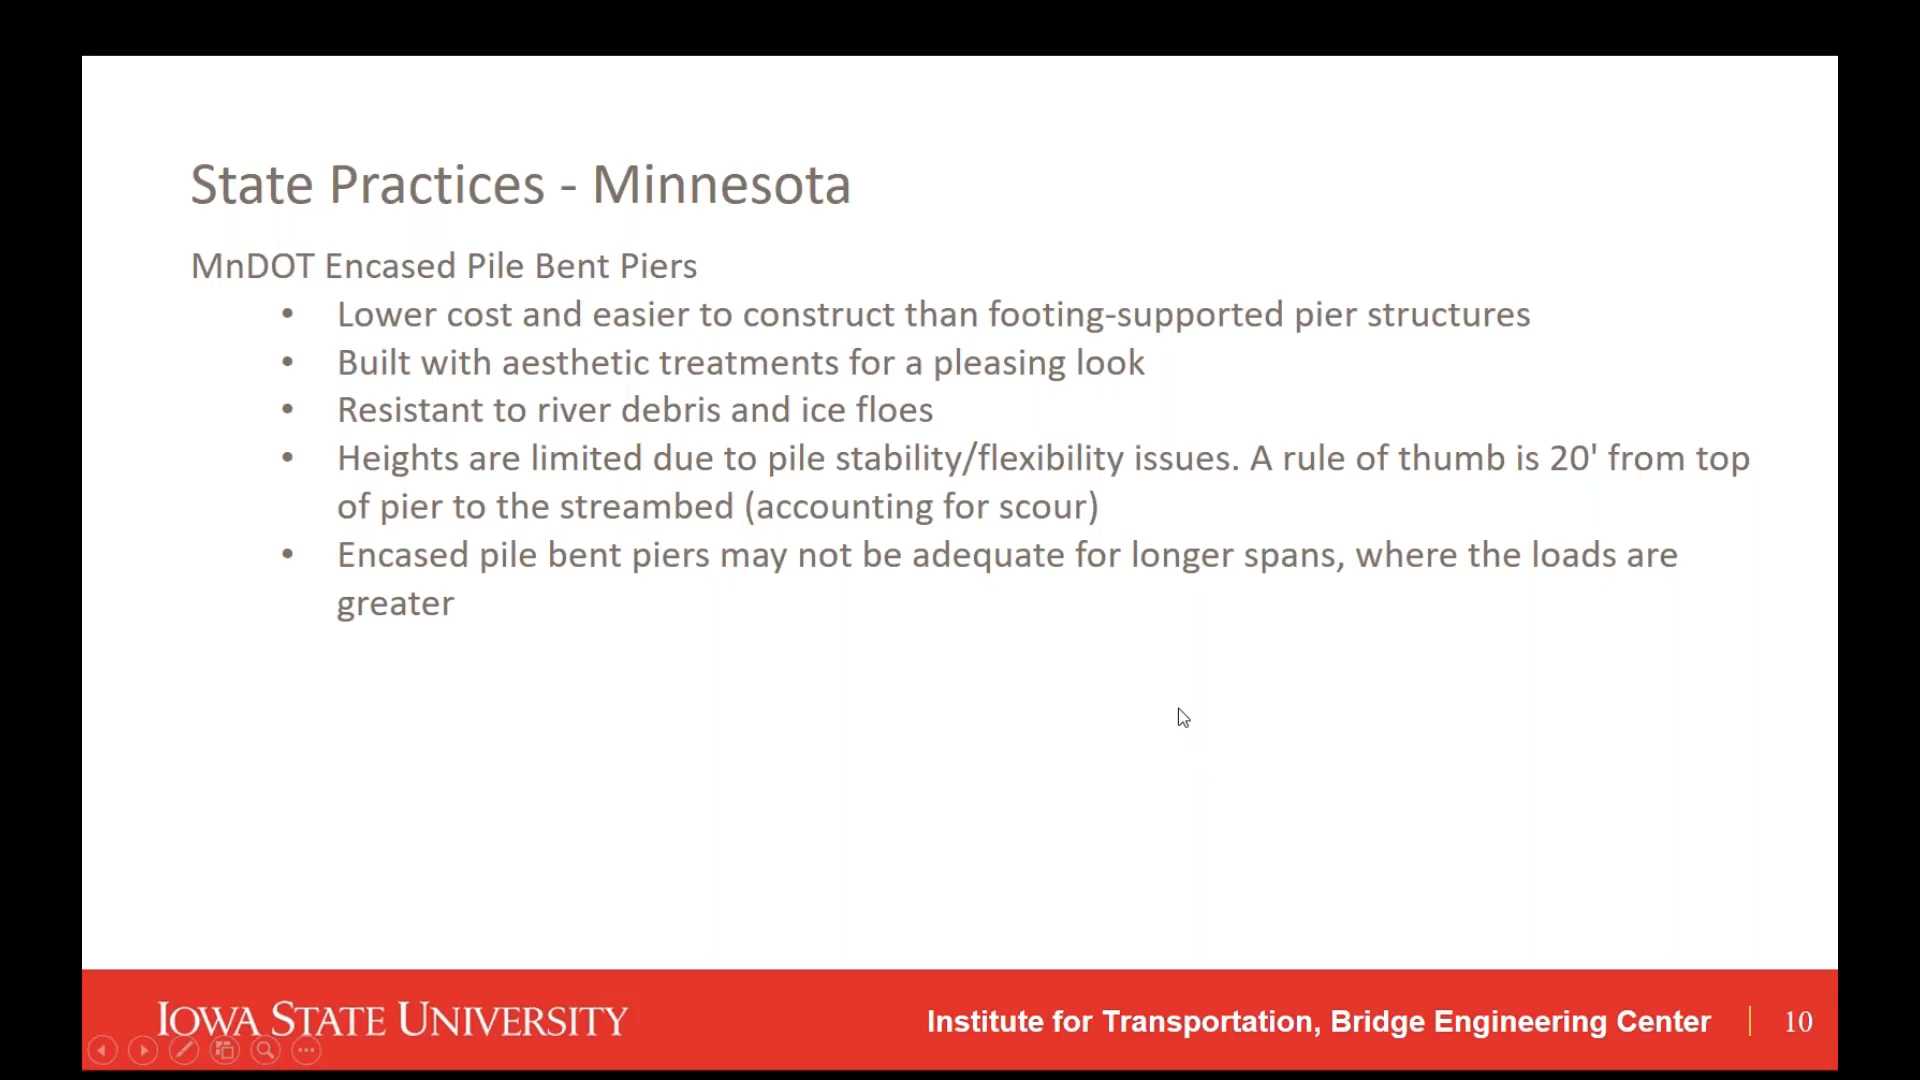 State Practices - Minnesota
MnDOT Encased Pile Bent Piers
• Lower cost and easier to construct than footing-supported pier structures
• Built with aesthetic treatments for a pleasing look
• Resistant to river debris and ice floes
• Heights are limited due to pile stability/flexibility issues. A rule of thumb is 20' from top
of pier to the streambed (accounting for scour)
• Encased pile bent piers may not be adequate for longer spans, where the loads are
greater
IOWA STATE UNIVERSITY
Institute for Transportation, Bridge Engineering Center
10